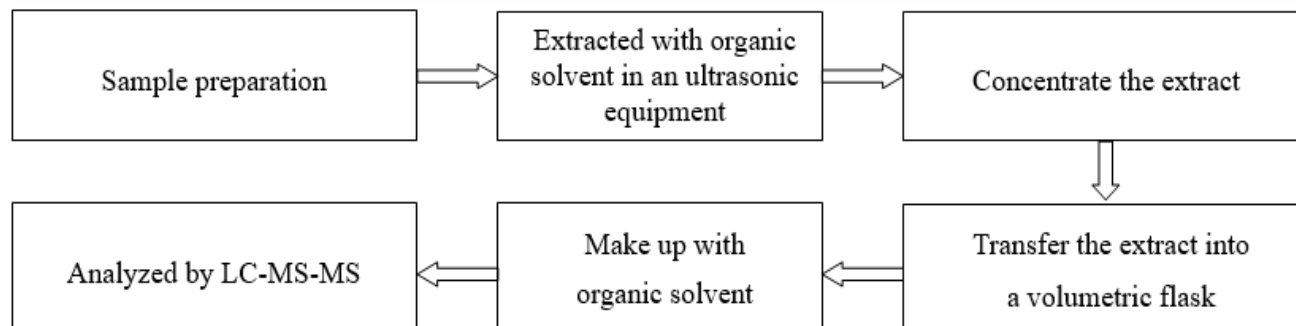 Sample preparation
Extracted with organic
solvent in an ultrasonic
equipment
Concentrate the extract
Transfer the extract into
a volumetric flask
Make up with
organic solvent
Analyzed by LC-MS-MS